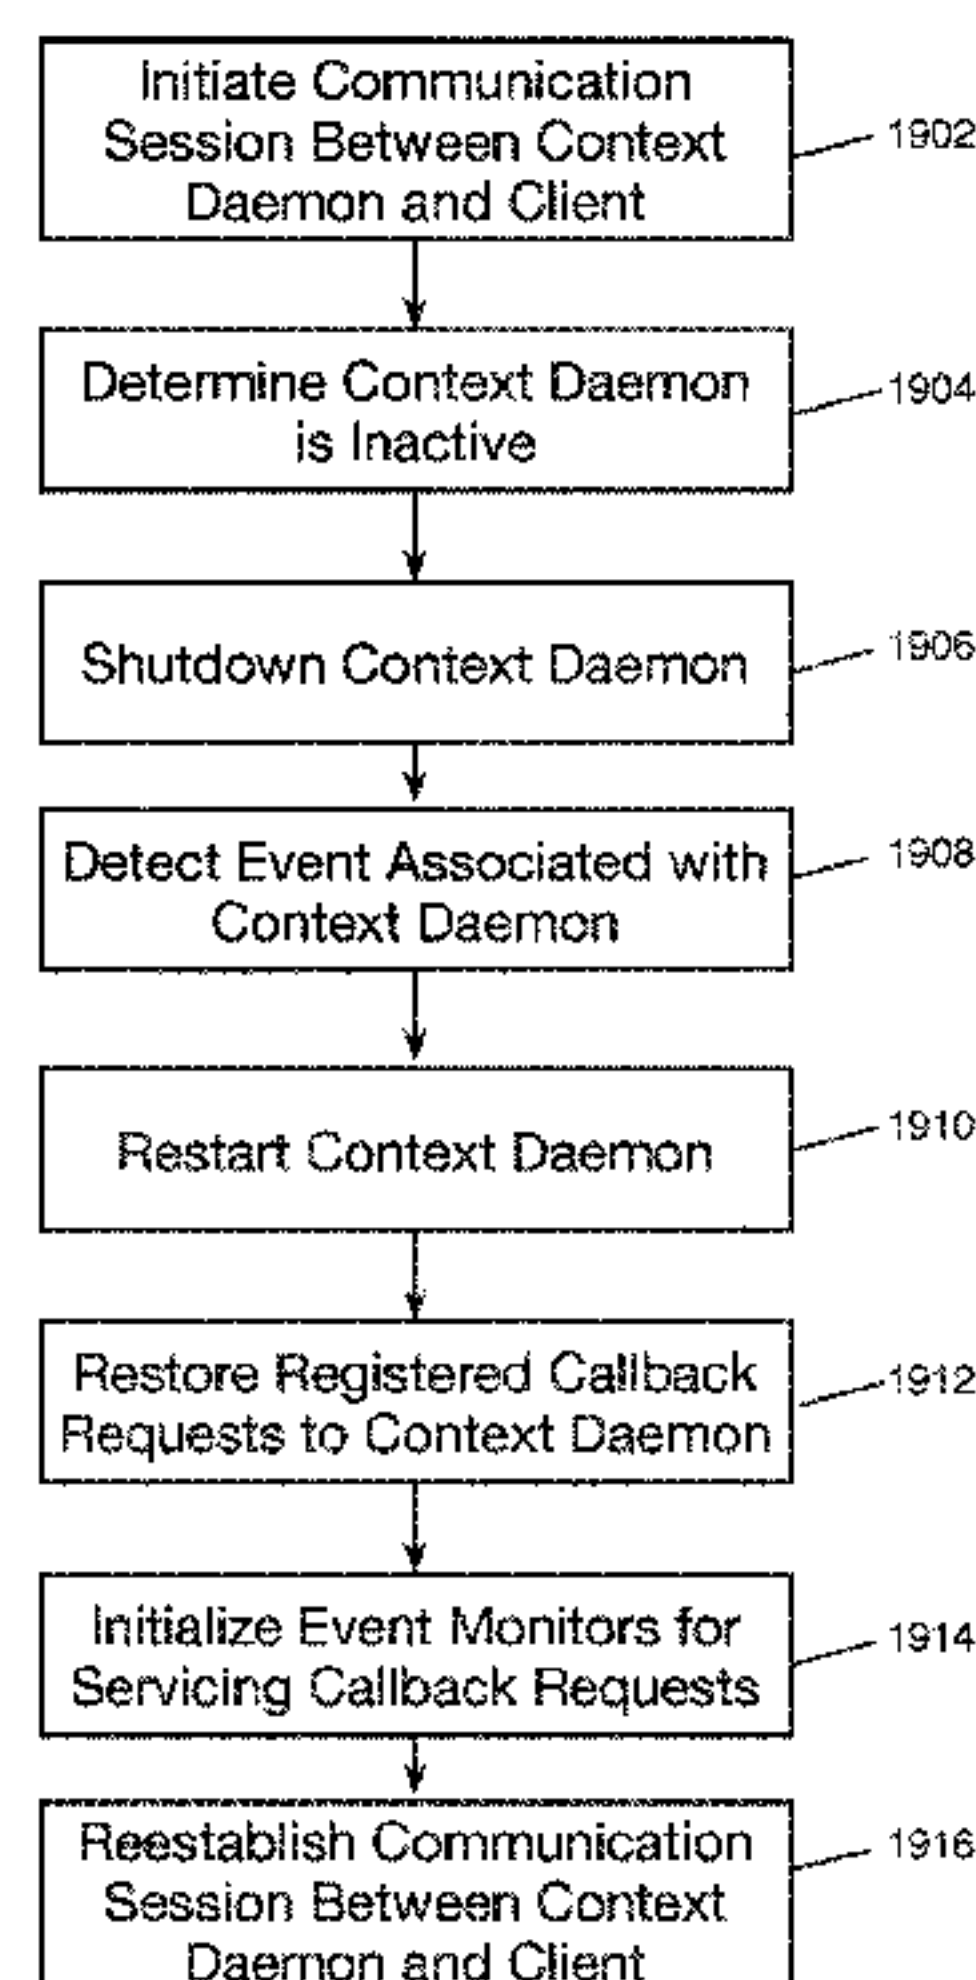 Initiate Communication
Session Between Context
Daemon and Client
1902
Determine Context Daemon
is Inactive
1904
Shutdown Context Daemon
1906
Detect Event Associated with
Context Daemon
1908
Restart Context Daemon
1910
Restore Registered Callback
Requests to Context Daemon
1912
Initialize Event Monitors for
Servicing Callback Requests
1914
Reestablish Communication
Session Between Context
Daemon and Client
1916